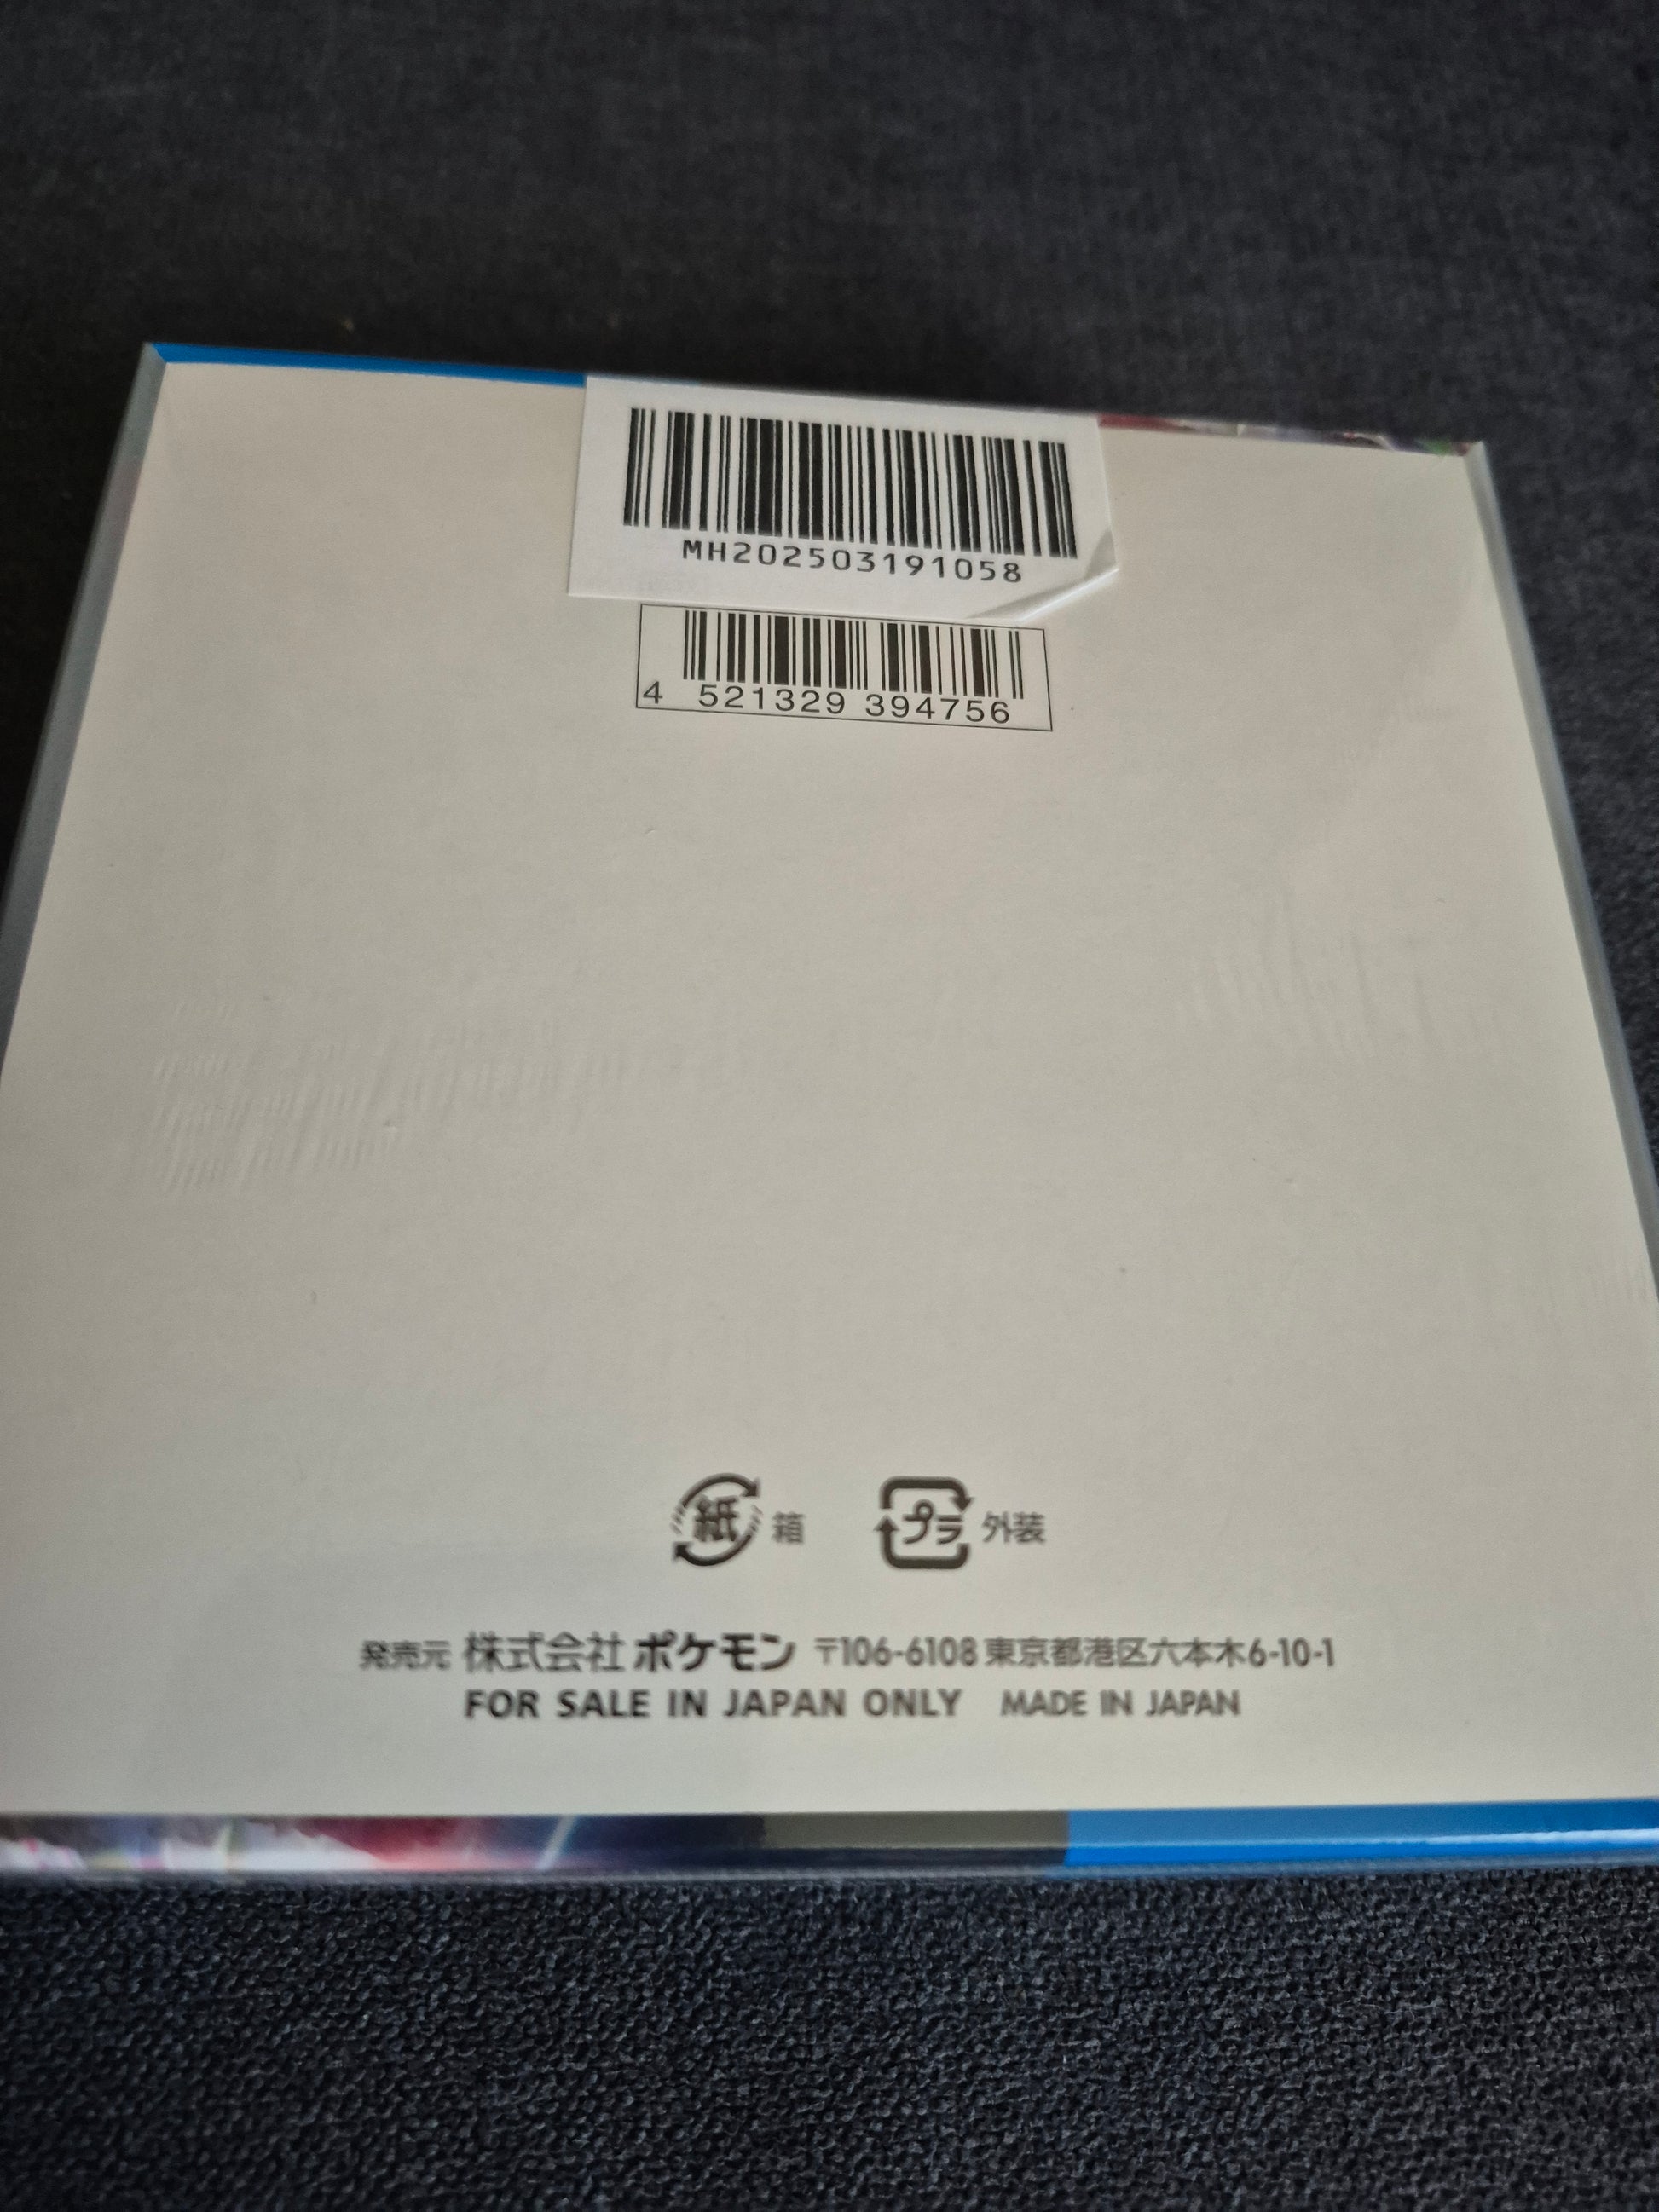 MH202503191058
4 521329 394756
紙 箱 プラ 外装
発売元 株式会社ポケモン 〒106-6108 東京都港区六本木6-10-1
FOR SALE IN JAPAN ONLY MADE IN JAPAN